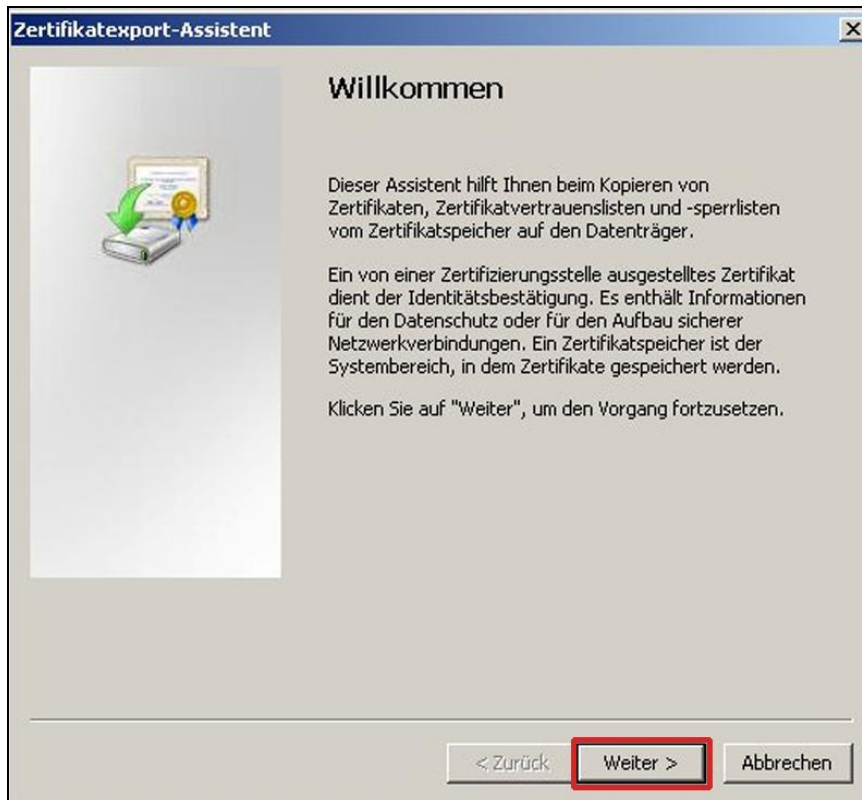 Zertifikatexport-Assistent
Willkommen
Dieser Assistent hilft Ihnen beim Kopieren von
Zertifikaten, Zertifikatvertrauenslisten und -sperrlisten
vom Zertifikatspeicher auf den Datenträger.
Ein von einer Zertifizierungsstelle ausgestelltes Zertifikat
dient der Identitätsbestätigung. Es enthält Informationen
für den Datenschutz oder für den Aufbau sicherer
Netzwerkverbindungen. Ein Zertifikatspeicher ist der
Systembereich, in dem Zertifikate gespeichert werden.
Klicken Sie auf "Weiter", um den Vorgang fortzusetzen.
< Zurück
Weiter >
Abbrechen